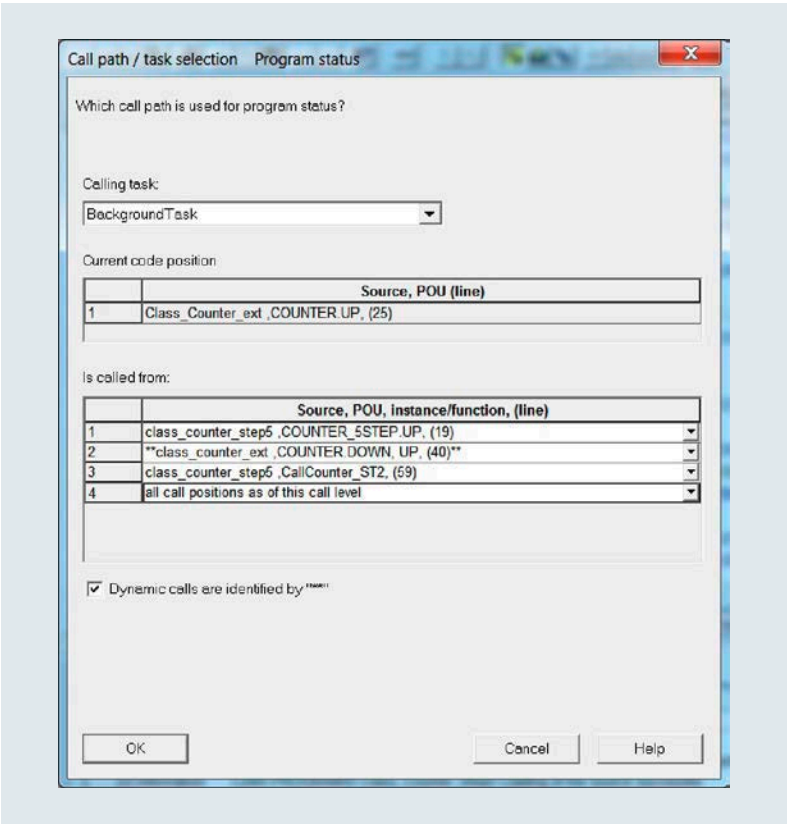 Call path / task selection Program status
X
Which call path is used for program status?
Calling task:
BackgroundTask
Current code position
Source, POU (line)
1 Class_Counter_ext ,COUNTER.UP, (25)
Is called from:
Source, POU, instance/function, (line)
1 class_counter_step5 ,COUNTER_5STEP.UP, (19)
2 **class_counter_ext ,COUNTER.DOWN, UP, (40)**
3 class_counter_step5 ,CallCounter_ST2, (59)
4 all call positions as of this call level
Dynamic calls are identified by "**"
OK Cancel Help